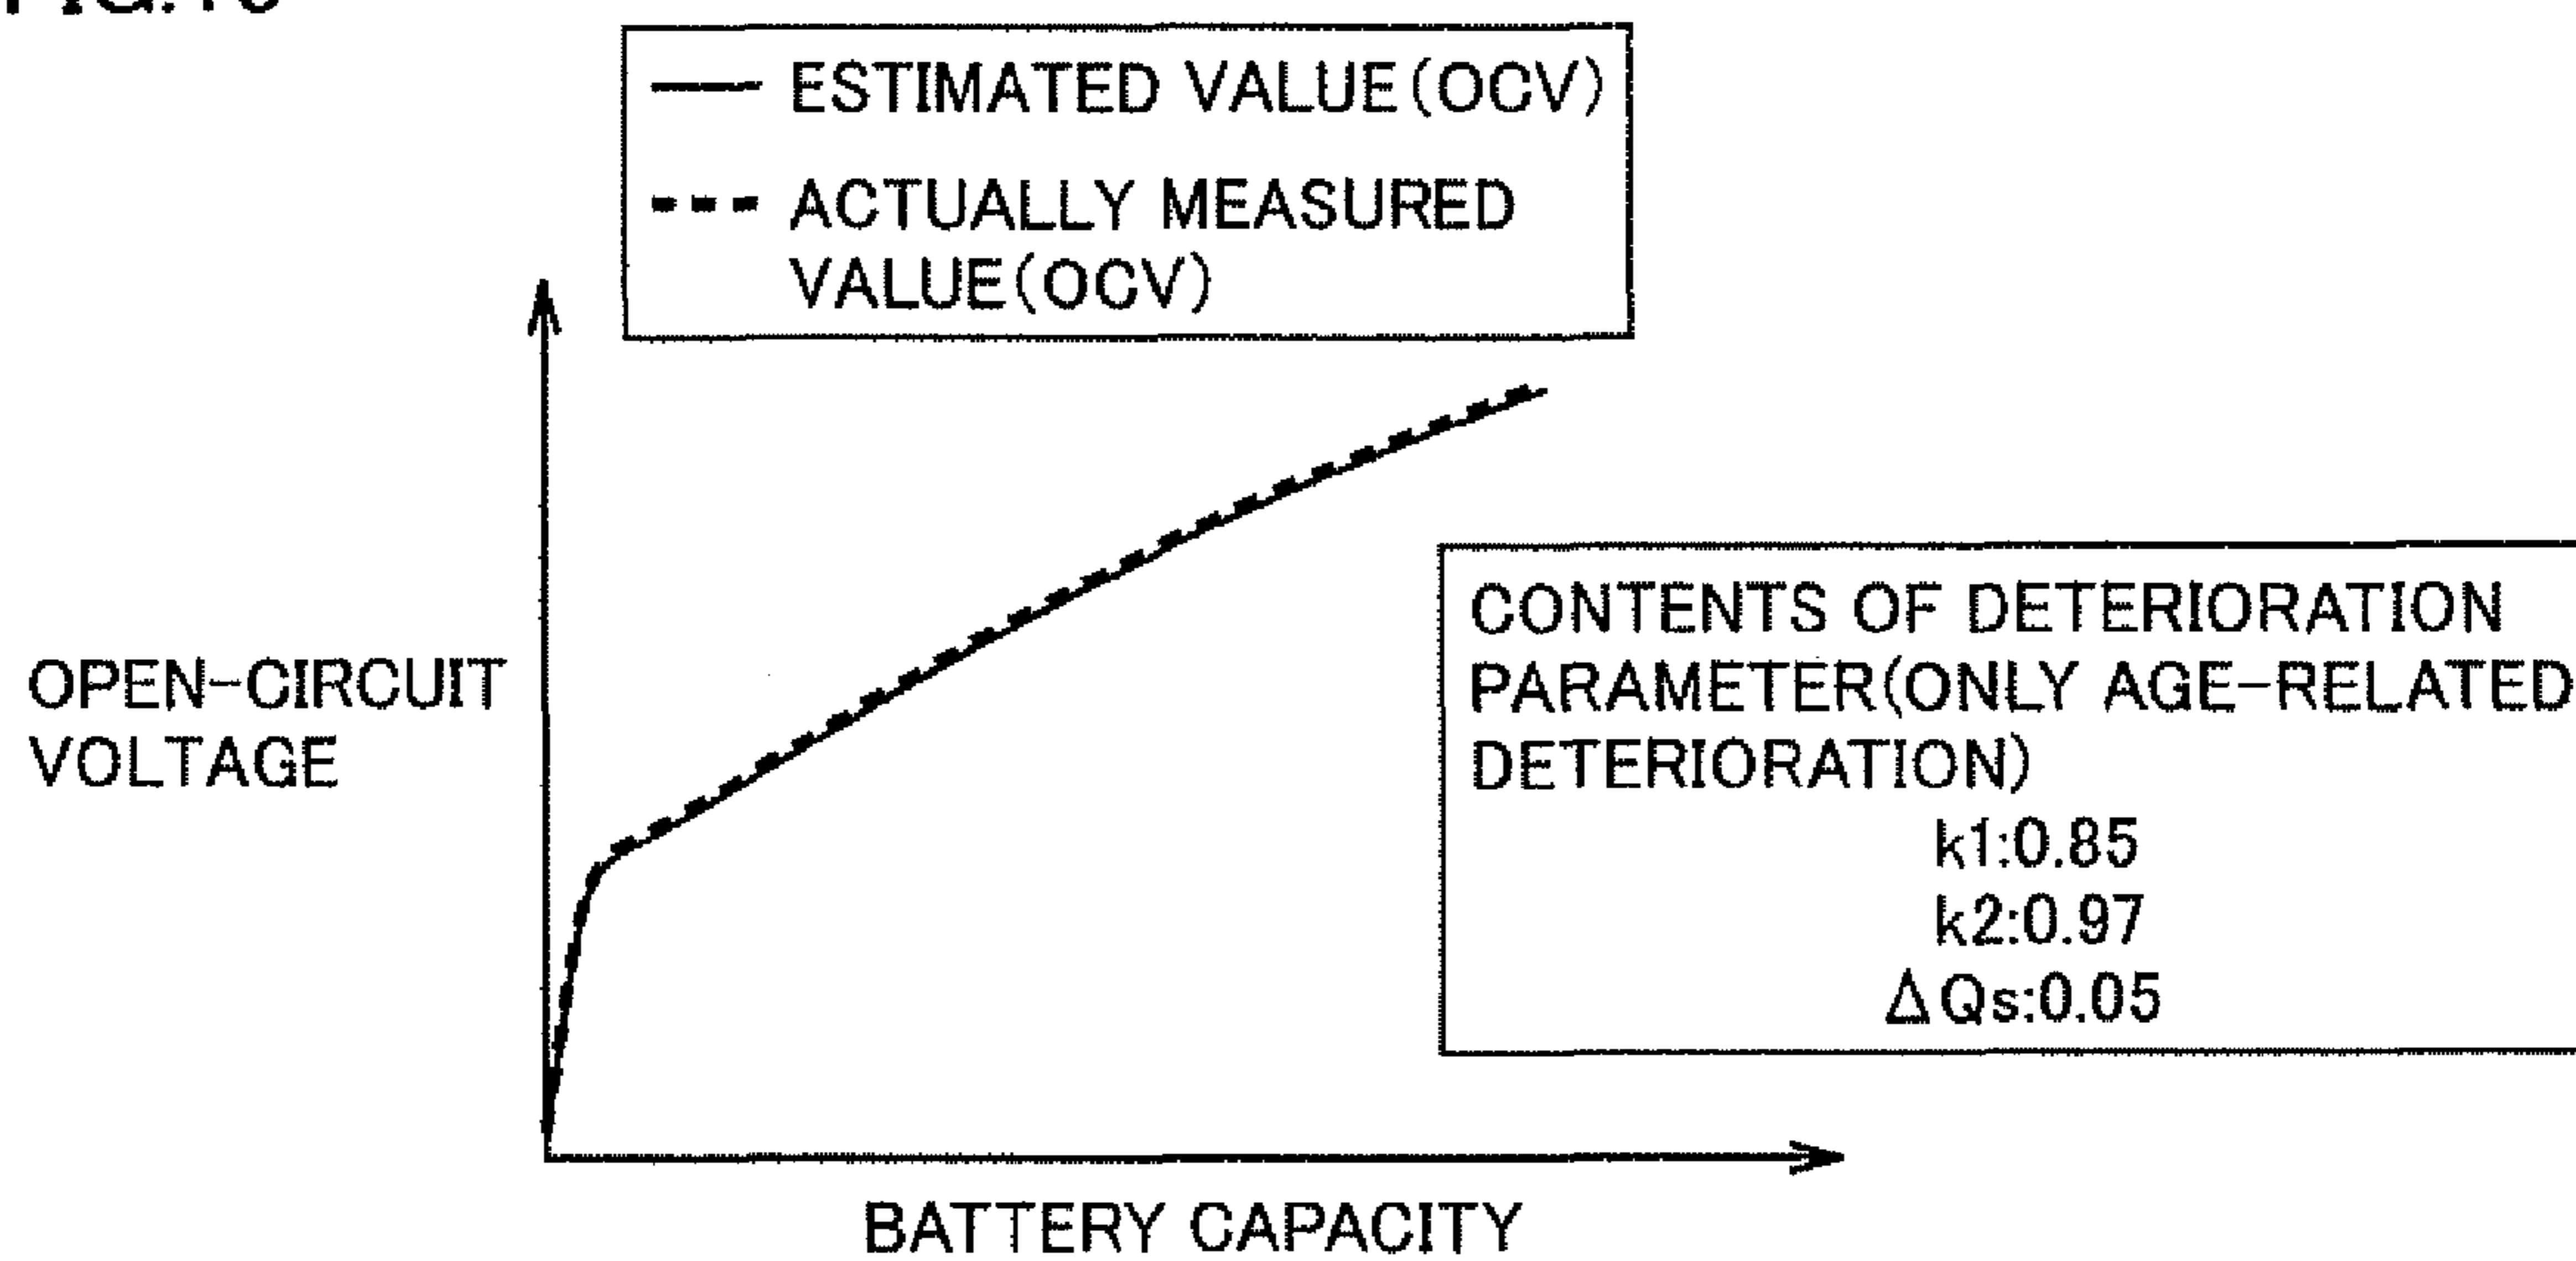 ESTIMATED VALUE(OCV)
ACTUALLY MEASURED
VALUE(OCV)
OPEN-CIRCUIT
VOLTAGE
CONTENTS OF DETERIORATION
PARAMETER(ONLY AGE-RELATED
DETERIORATION)
k1:0.85
k2:0.97
ΔQs:0.05
BATTERY CAPACITY